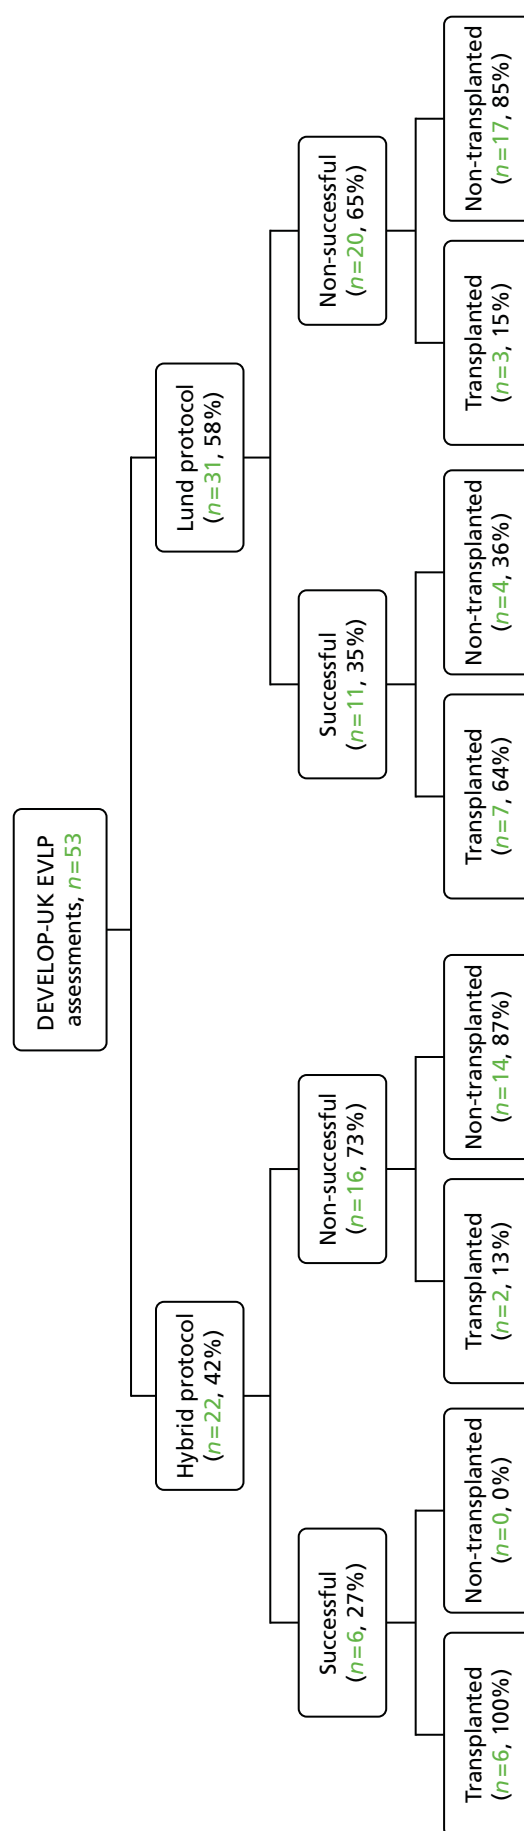 DEVELOP-UK EVLP
assessments, n=53
Hybrid protocol
(n=22, 42%)
Lund protocol
(n=31, 58%)
Successful
(n=6, 27%)
Non-successful
(n=16, 73%)
Successful
(n=11, 35%)
Non-successful
(n=20, 65%)
Transplanted
(n=6, 100%)
Non-transplanted
(n=0, 0%)
Transplanted
(n=2, 13%)
Non-transplanted
(n=14, 87%)
Transplanted
(n=7, 64%)
Non-transplanted
(n=4, 36%)
Transplanted
(n=3, 15%)
Non-transplanted
(n=17, 85%)